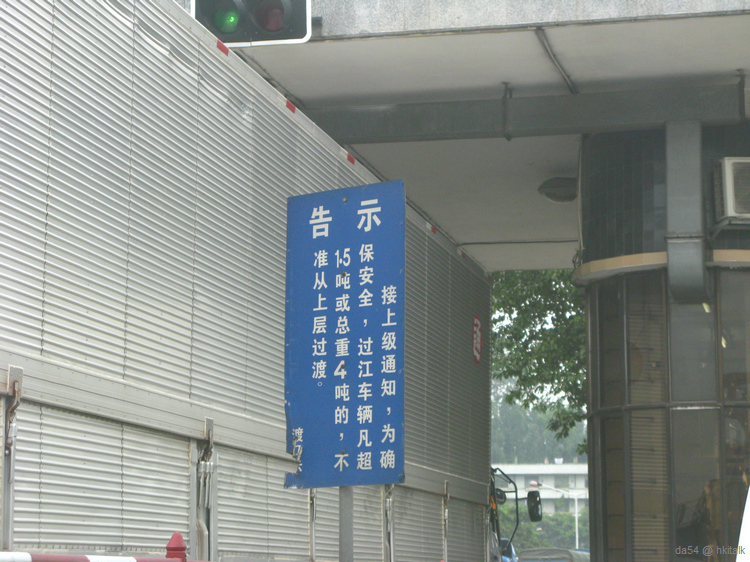 告示
接上级通知，为确
保安全，过江车辆凡超
1.5吨或总重4吨的，不
准从上层过渡。
da54 @ hkitalk